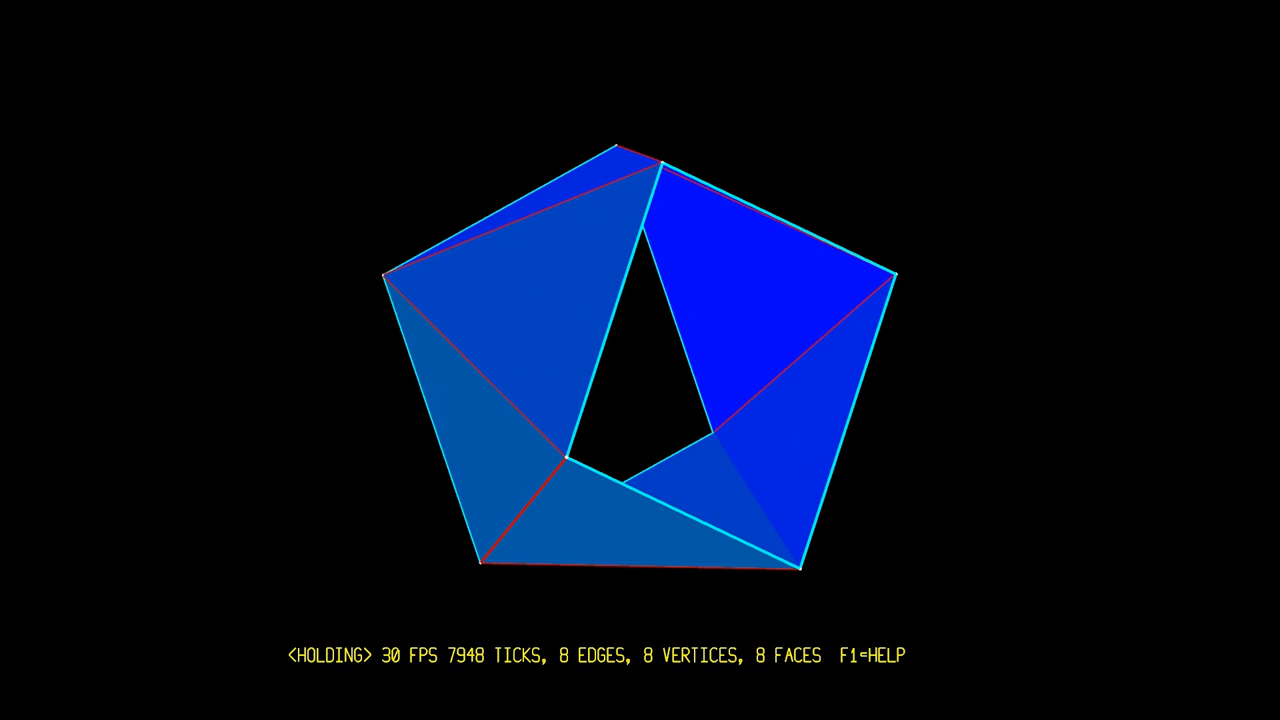 <HOLDING> 30 FPS 7948 TICKS, 8 EDGES, 8 VERTICES, 8 FACES  F1=HELP